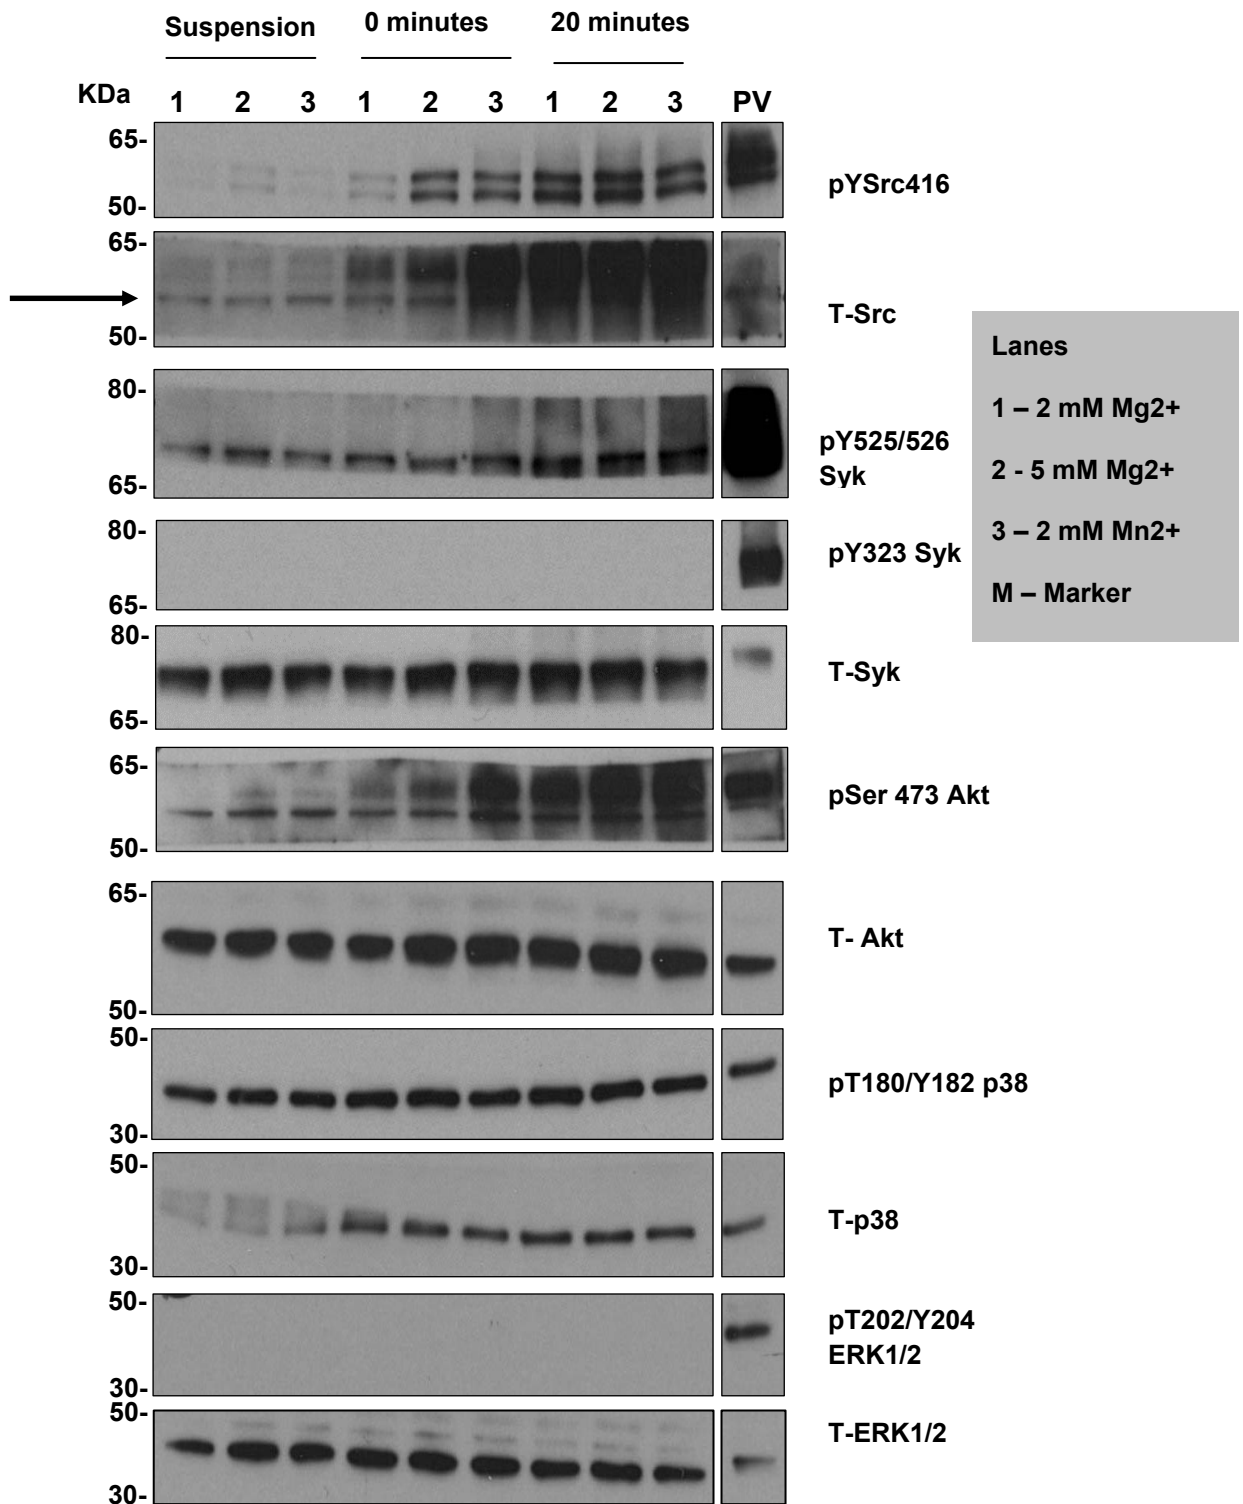 Suspension 0 minutes 20 minutes
KDa 1 2 3 1 2 3 1 2 3 PV
65-
50-
pYSrc416
65-
50-
T-Src
80-
65-
pY525/526
Syk
80-
65-
pY323 Syk
80-
65-
T-Syk
65-
50-
pSer 473 Akt
65-
50-
T- Akt
50-
30-
pT180/Y182 p38
50-
30-
T-p38
50-
30-
pT202/Y204
ERK1/2
50-
30-
T-ERK1/2
Lanes
1 – 2 mM Mg2+
2 - 5 mM Mg2+
3 – 2 mM Mn2+
M – Marker